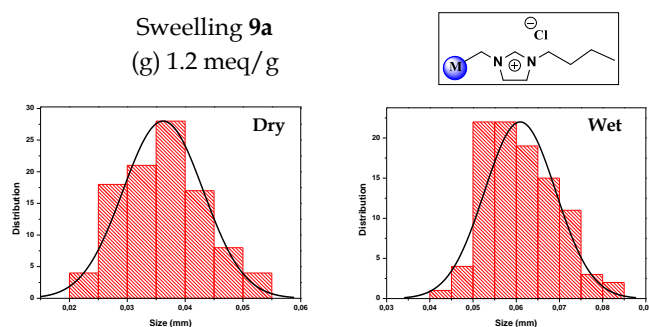 Sweelling 9a
(g) 1.2 meq/g
⊖
Cl
M
N
N
⊕
Dry
30
25
20
15
10
5
0
Distribution
0,02 0,03 0,04 0,05 0,06
Size (mm)
Wet
20
15
10
5
0
Distribution
0,03 0,04 0,05 0,06 0,07 0,08 0,09
Size (mm)